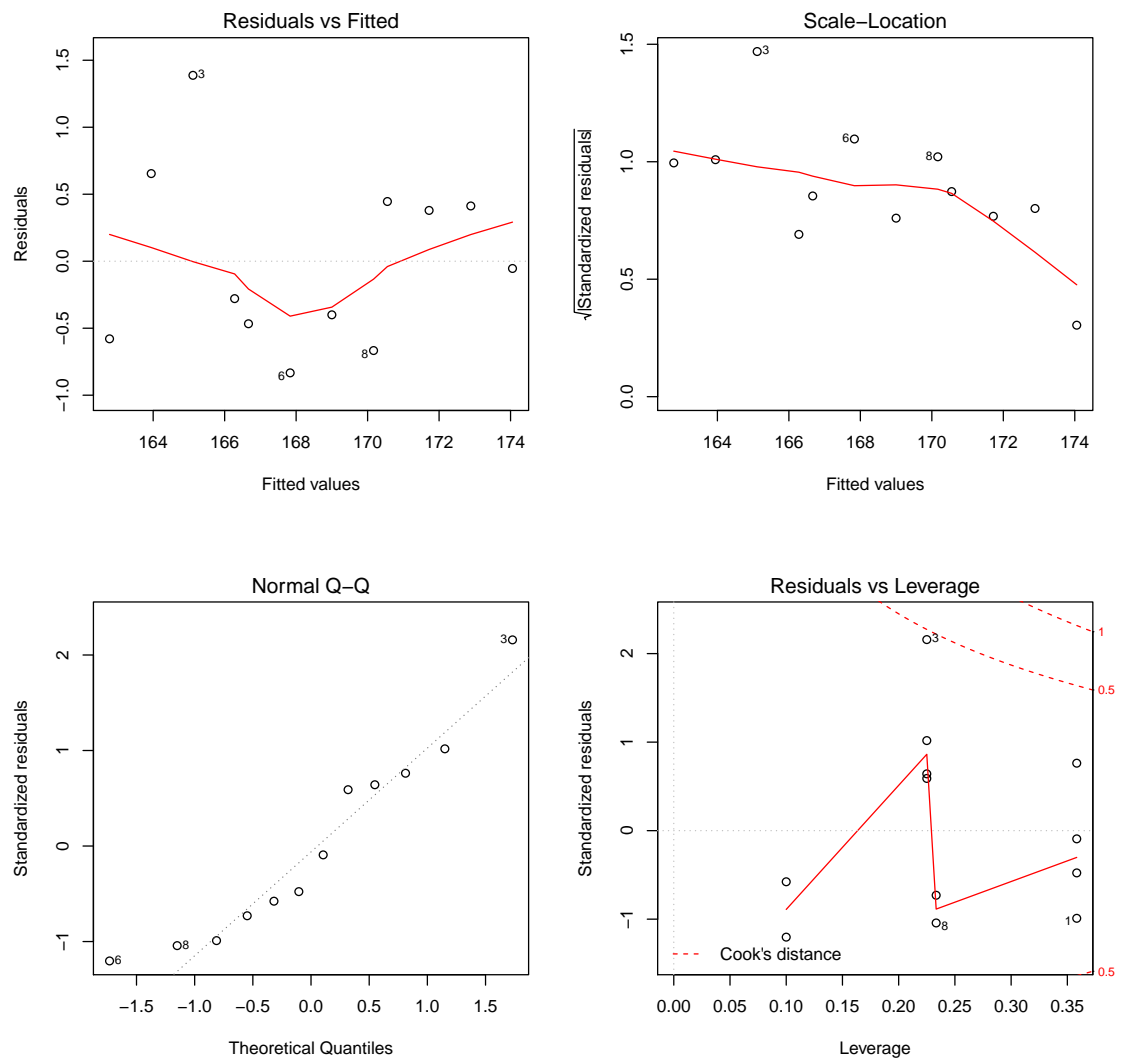 Residuals vs Fitted
1.5
1.0
0.5
0.0
−0.5
−1.0
Residuals
3
6
8
164 166 168 170 172 174
Fitted values
Scale−Location
1.5
1.0
0.5
0.0
√|Standardized residuals|
3
6
8
164 166 168 170 172 174
Fitted values
Normal Q−Q
2
1
0
−1
Standardized residuals
3
8
6
−1.5 −1.0 −0.5 0.0 0.5 1.0 1.5
Theoretical Quantiles
Residuals vs Leverage
2
1
0
−1
Standardized residuals
3
8
1
1
0.5
0.5
Cook's distance
0.00 0.05 0.10 0.15 0.20 0.25 0.30 0.35
Leverage